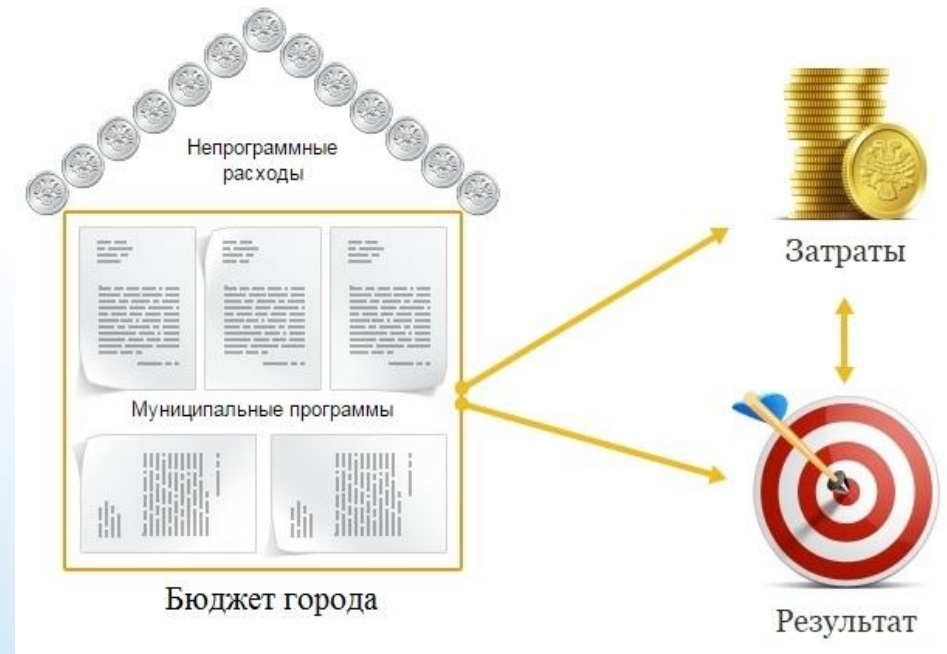 Непрограммные
расходы
Затраты
Муниципальные программы
Бюджет города
Результат